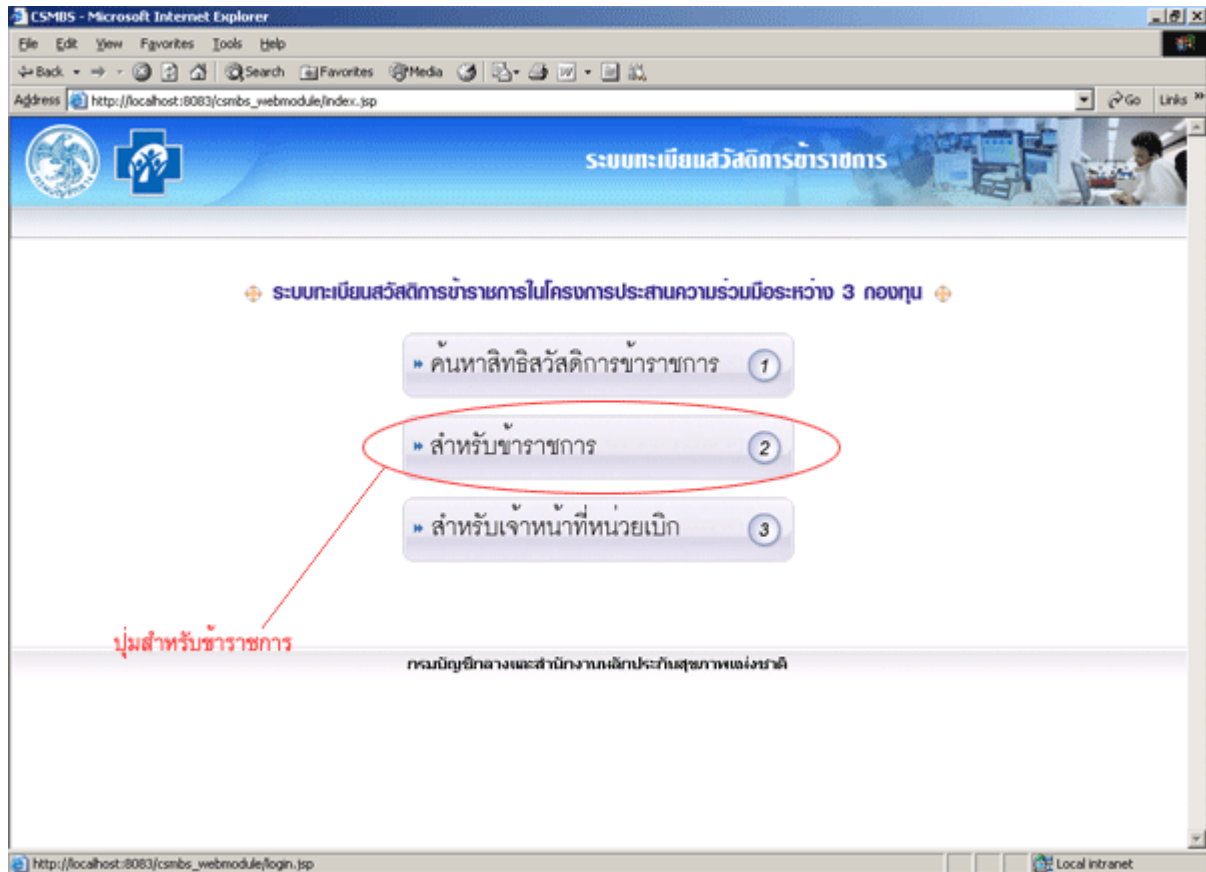 CSMBS - Microsoft Internet Explorer
File Edit View Favorites Tools Help
Back Search Favorites Media
Address http://localhost:8083/csmbs_webmodule/index.jsp Go Links »
ระบบทะเบียนสวัสดิการข้าราชการ
ระบบทะเบียนสวัสดิการข้าราชการในโครงการประสานความร่วมมือระหว่าง 3 กองทุน
» ค้นหาสิทธิสวัสดิการข้าราชการ 1
» สำหรับข้าราชการ 2
» สำหรับเจ้าหน้าที่หน่วยเบิก 3
ปุ่มสำหรับข้าราชการ
กรมบัญชีกลางและสำนักงานหลักประกันสุขภาพแห่งชาติ
http://localhost:8083/csmbs_webmodule/login.jsp Local intranet